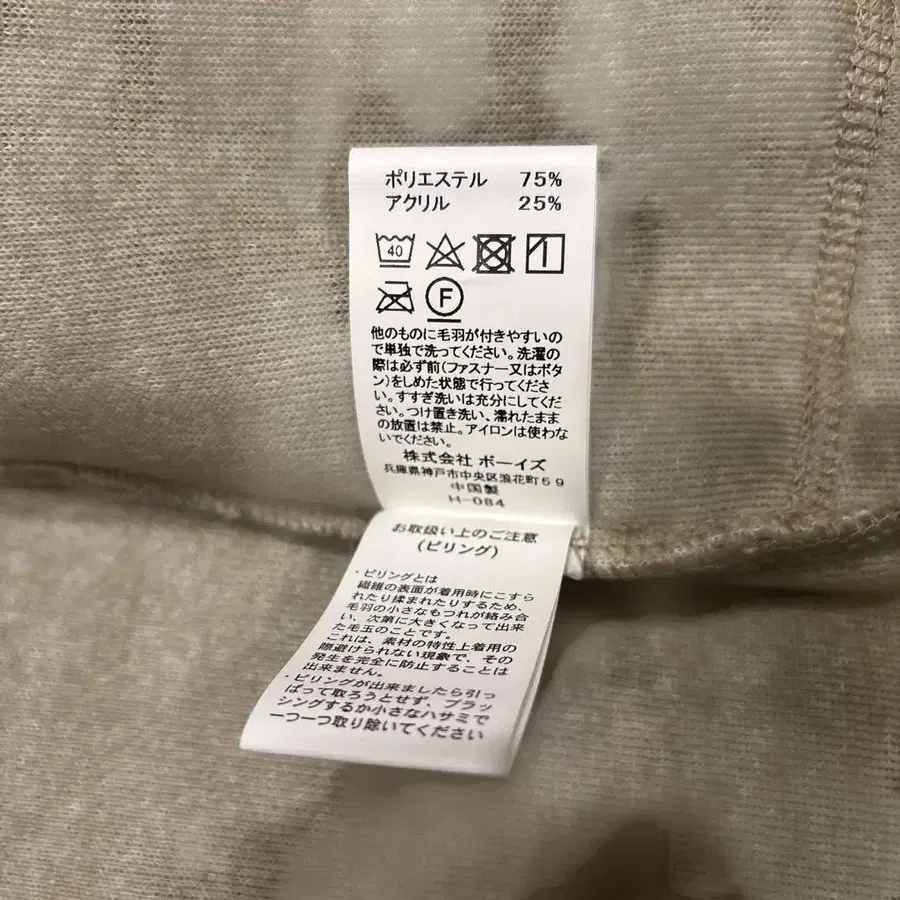 ポリエステル 75%
アクリル 25%
40
F
他のものに毛羽が付きやすいの
で単独で洗ってください。洗濯の
際は必ず前(ファスナー又はボタ
ン)をしめた状態で行ってくださ
い。すすぎ洗いは充分にしてくだ
さい。つけ置き洗い、濡れたまま
の放置は禁止。アイロンは使わな
いでください。
株式会社 ボーイズ
兵庫県神戸市中央区浪花町59
中国製
H-084
お取扱い上のご注意
(ピリング)
・ピリングとは
繊維の表面が着用時にこすら
れたり揉まれたりするため、
毛羽の小さなもつれが絡み合
い、次第に大きくなって出来
た毛玉のことです。
これは、素材の特性上着用の
際避けられない現象で、その
発生を完全に防止することは
出来ません。
・ピリングが出来ましたら引っ
ぱって取ろうとせず、ブラッ
シングするか小さなハサミで
一つ一つ取り除いてください